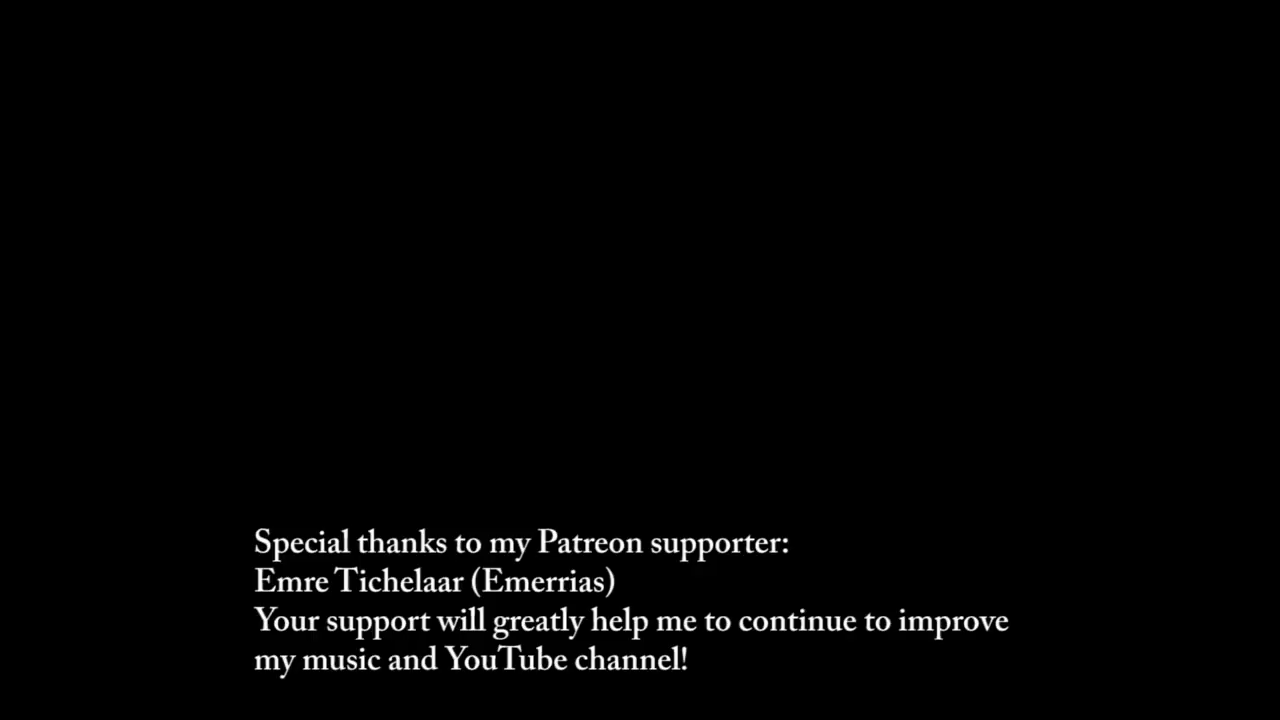 Special thanks to my Patreon supporter:
Emre Tichelaar (Emerrias)
Your support will greatly help me to continue to improve
my music and YouTube channel!